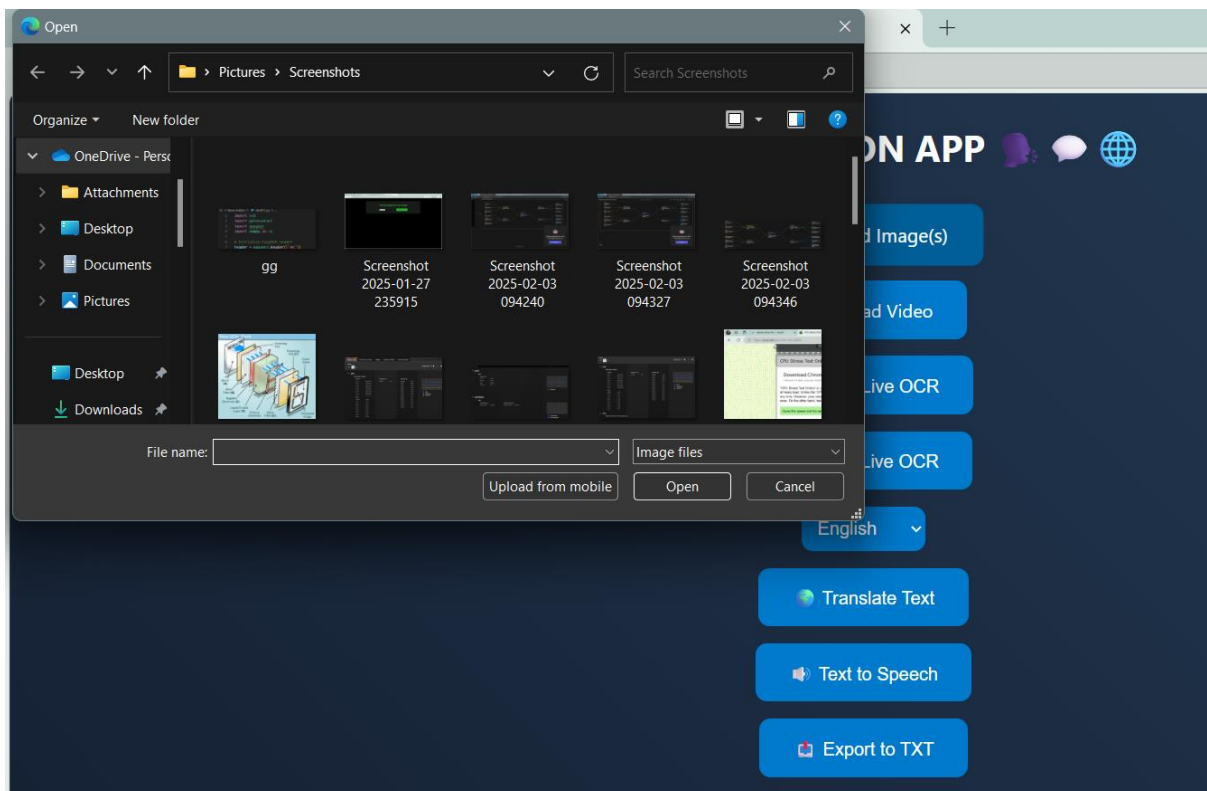 Open
Pictures > Screenshots
Search Screenshots
Organize
New folder
OneDrive - Pers
Attachments
Desktop
Documents
Pictures
Desktop
Downloads
gg
Screenshot
2025-01-27
235915
Screenshot
2025-02-03
094240
Screenshot
2025-02-03
094327
Screenshot
2025-02-03
094346
File name:
Image files
Upload from mobile
Open
Cancel
ON APP
d Image(s)
ad Video
Live OCR
Live OCR
English
Translate Text
Text to Speech
Export to TXT